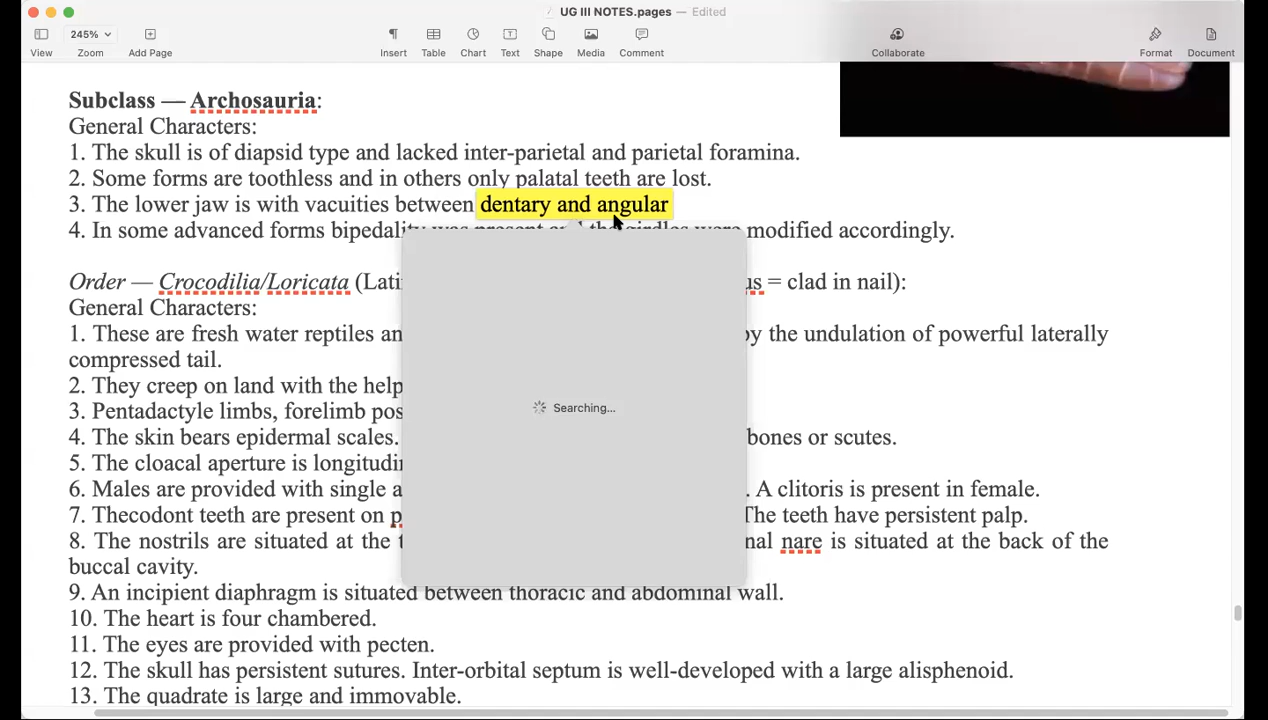 UG III NOTES.pages — Edited
245%
View Zoom Add Page Insert Table Chart Text Shape Media Comment Collaborate Format Document
Subclass — Archosauria:
General Characters:
1. The skull is of diapsid type and lacked inter-parietal and parietal foramina.
2. Some forms are toothless and in others only palatal teeth are lost.
3. The lower jaw is with vacuities between dentary and angular
4. In some advanced forms bipedality was present and the girdles were modified accordingly.
Order — Crocodilia/Loricata (Lati us = clad in nail):
General Characters:
1. These are fresh water reptiles an by the undulation of powerful laterally
compressed tail.
2. They creep on land with the help
3. Pentadactyle limbs, forelimb pos
4. The skin bears epidermal scales. bones or scutes.
5. The cloacal aperture is longitudin
6. Males are provided with single a . A clitoris is present in female.
7. Thecodont teeth are present on p The teeth have persistent palp.
8. The nostrils are situated at the t nal nare is situated at the back of the
buccal cavity.
9. An incipient diaphragm is situated between thoracic and abdominal wall.
10. The heart is four chambered.
11. The eyes are provided with pecten.
12. The skull has persistent sutures. Inter-orbital septum is well-developed with a large alisphenoid.
13. The quadrate is large and immovable.
Searching...